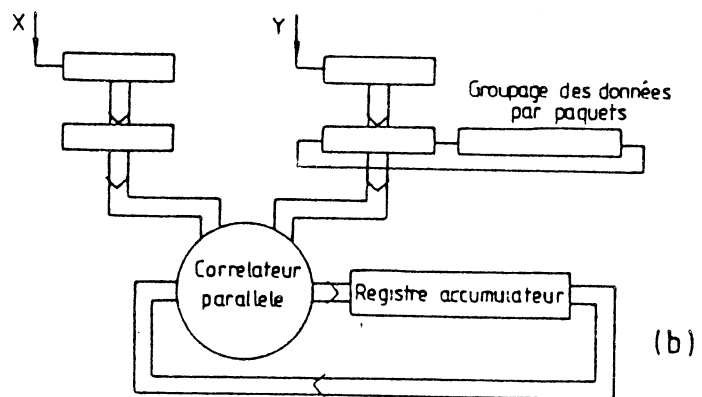 X
Y
Groupage des données
par paquets
Correlateur
parallele
Registre accumulateur
(b)